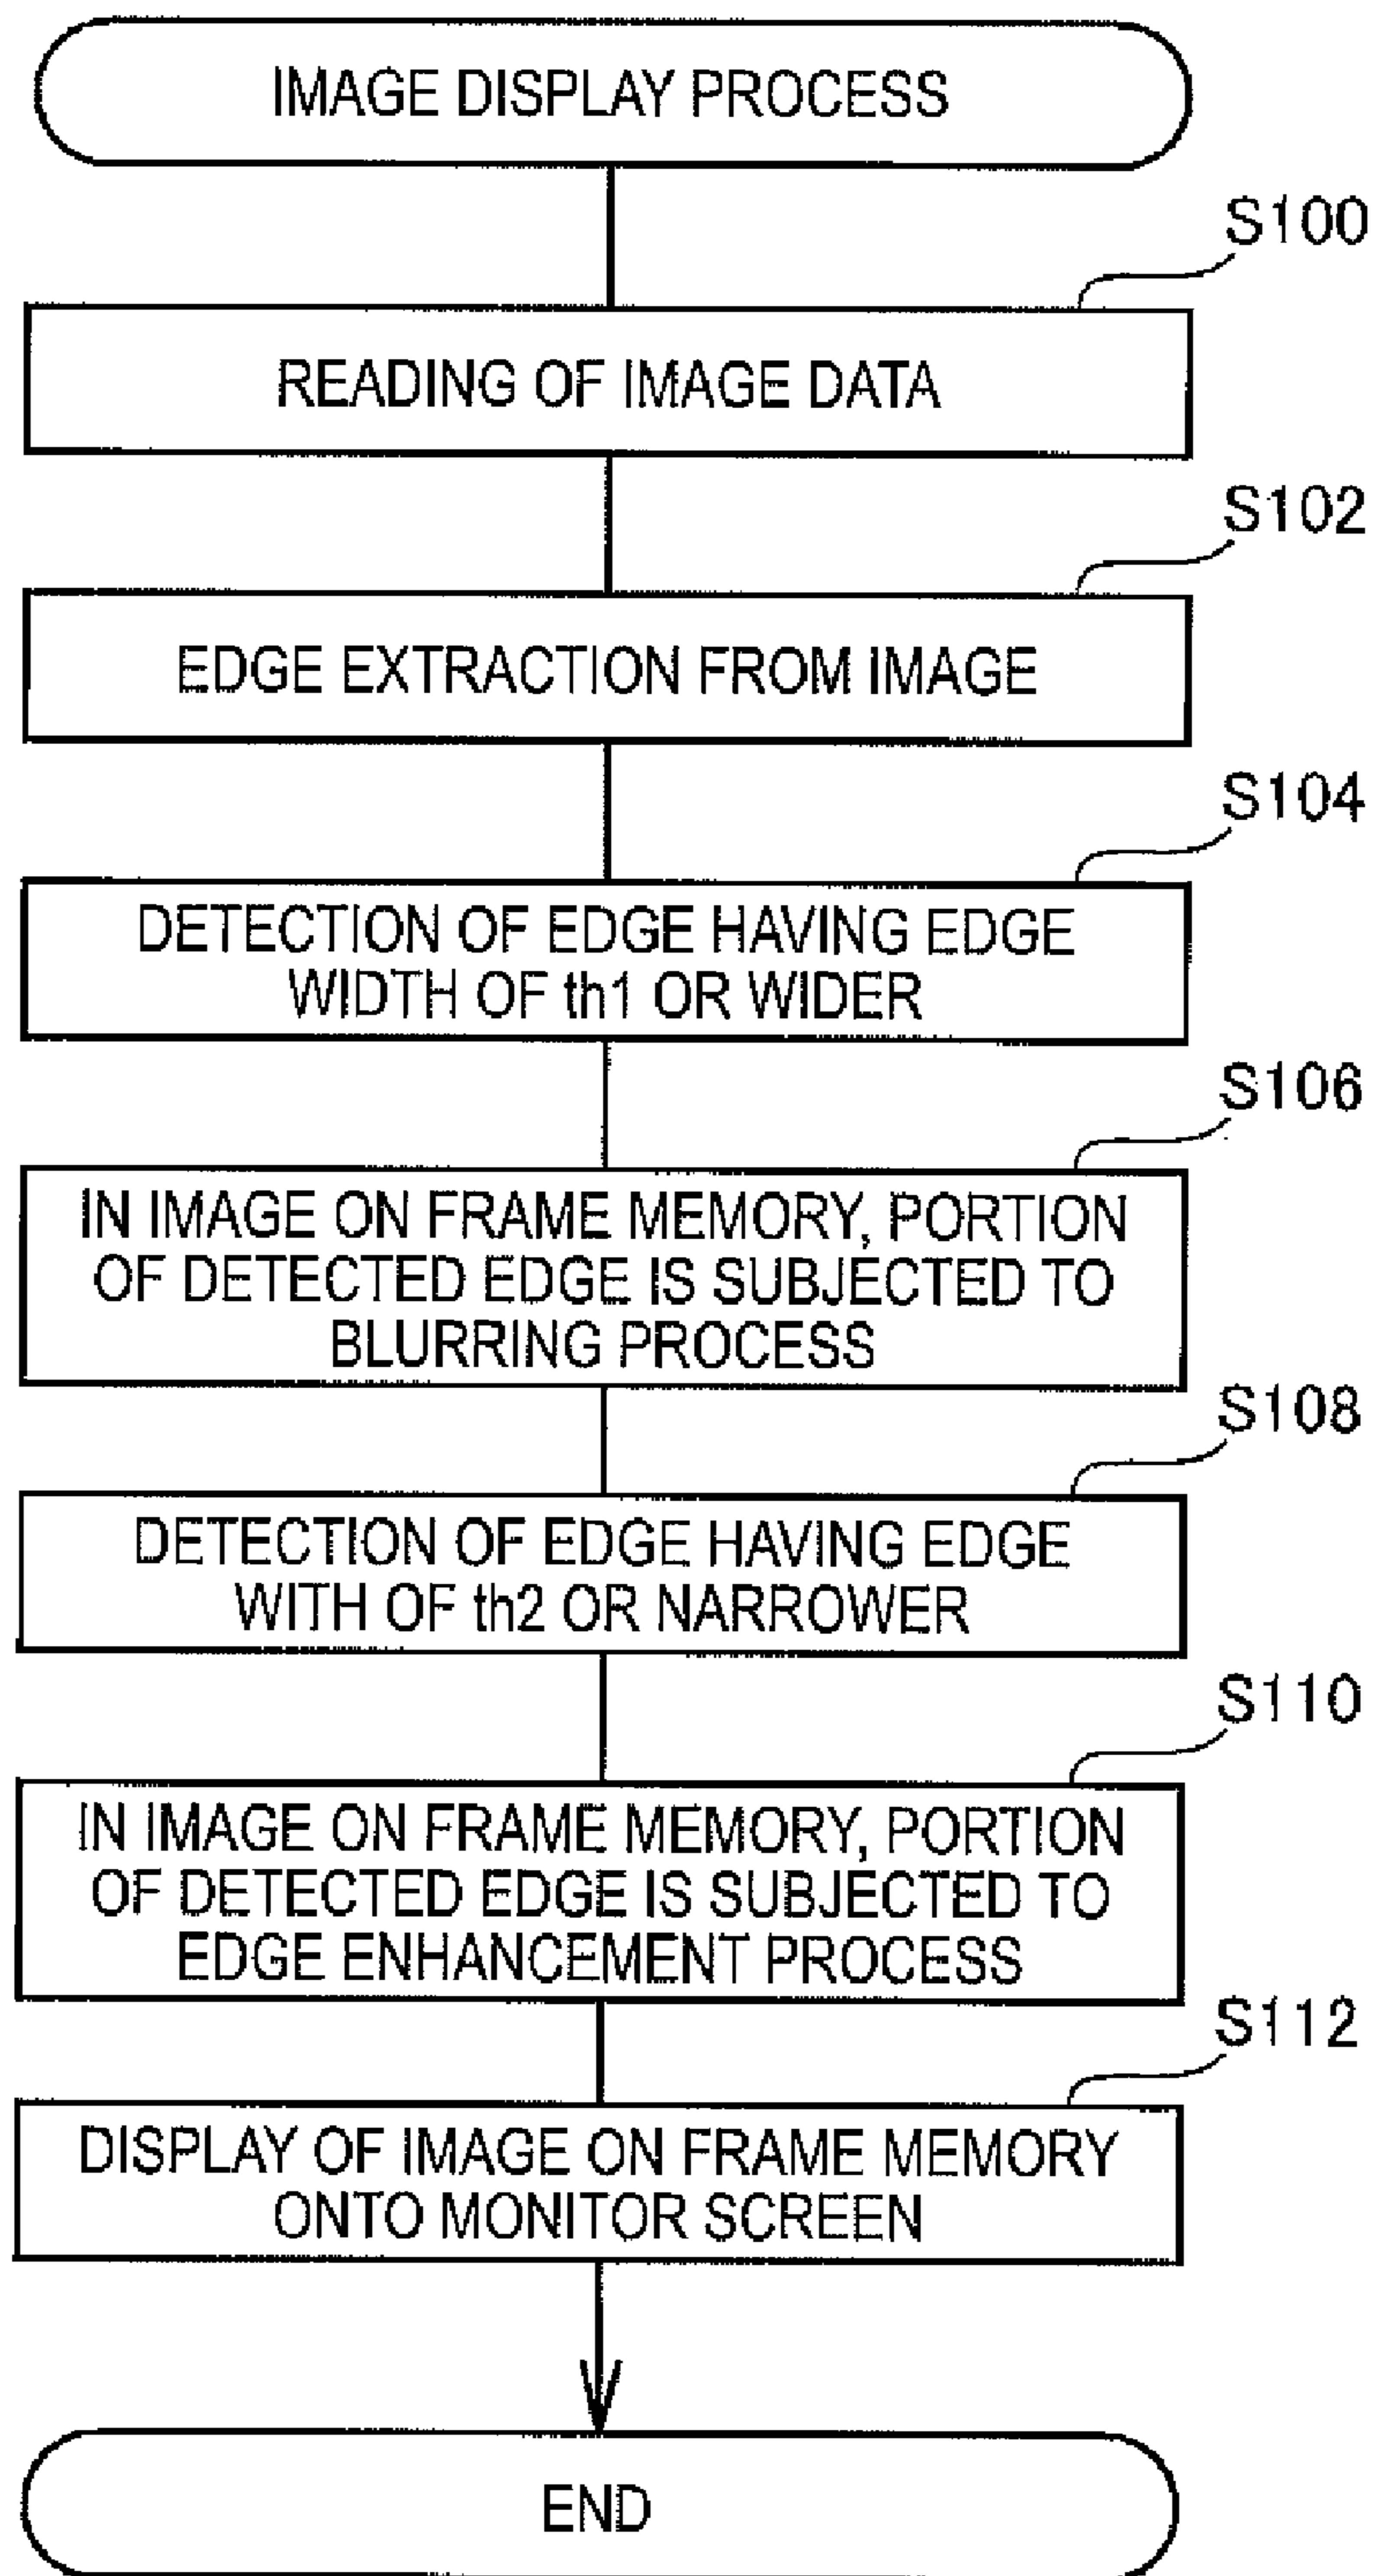 IMAGE DISPLAY PROCESS
S100
READING OF IMAGE DATA
S102
EDGE EXTRACTION FROM IMAGE
S104
DETECTION OF EDGE HAVING EDGE
WIDTH OF th1 OR WIDER
S106
IN IMAGE ON FRAME MEMORY, PORTION
OF DETECTED EDGE IS SUBJECTED TO
BLURRING PROCESS
S108
DETECTION OF EDGE HAVING EDGE
WITH OF th2 OR NARROWER
S110
IN IMAGE ON FRAME MEMORY, PORTION
OF DETECTED EDGE IS SUBJECTED TO
EDGE ENHANCEMENT PROCESS
S112
DISPLAY OF IMAGE ON FRAME MEMORY
ONTO MONITOR SCREEN
END